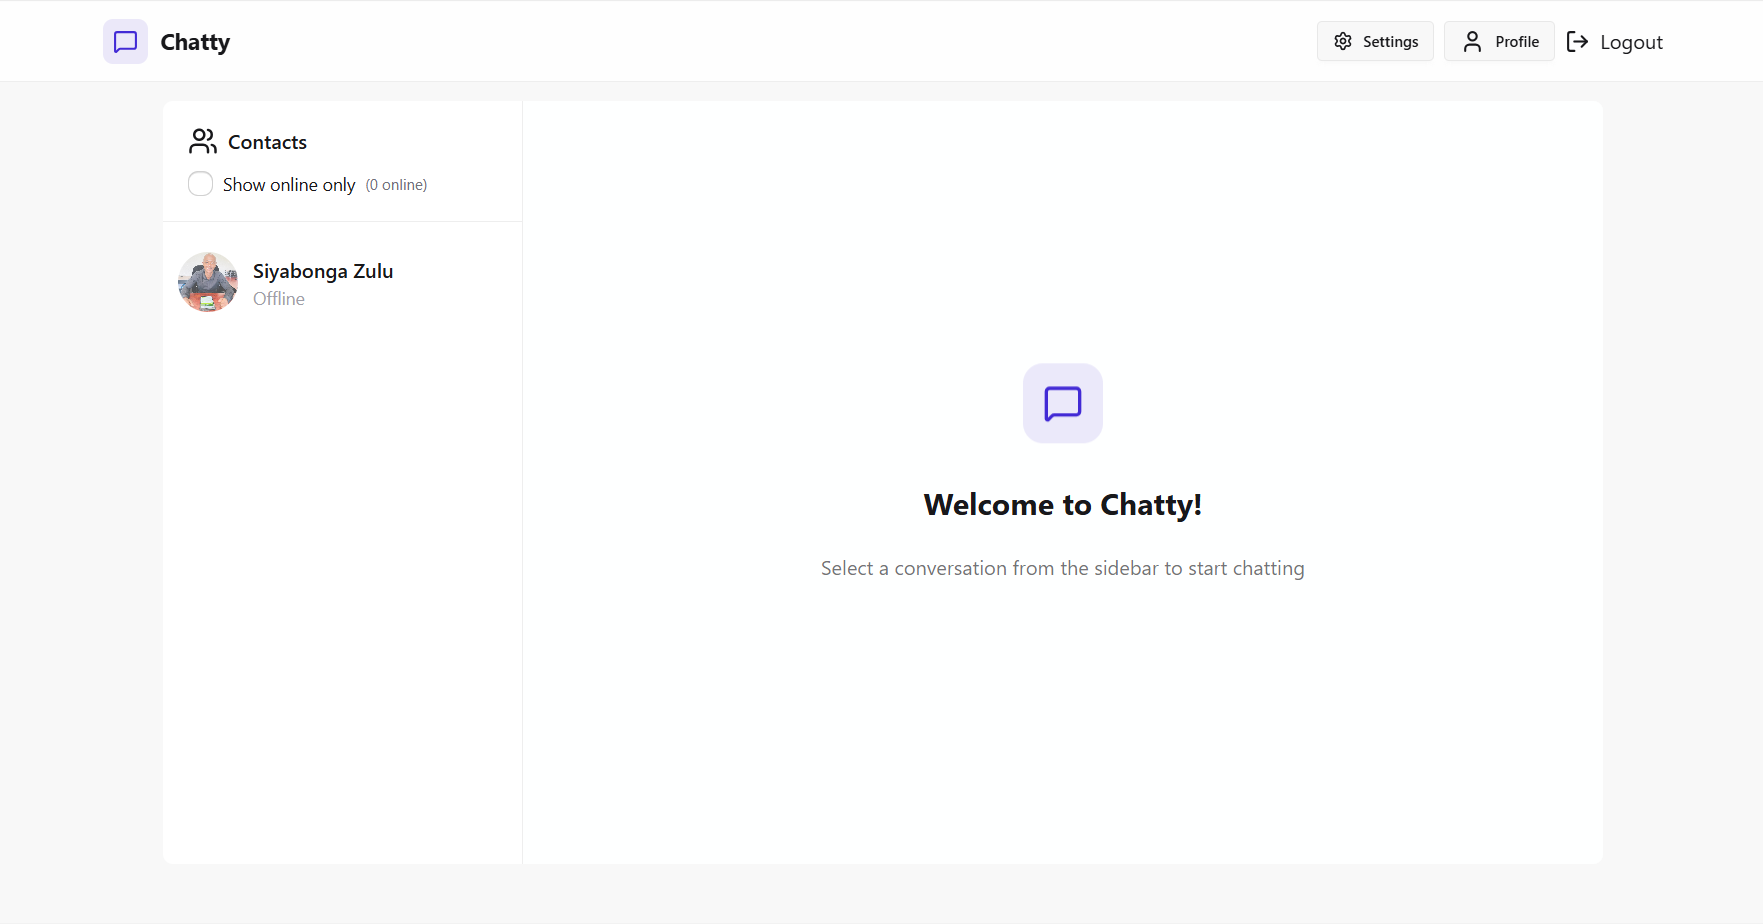 Chatty
Settings
Profile
Logout
Contacts
Show online only (0 online)
Siyabonga Zulu
Offline
Welcome to Chatty!
Select a conversation from the sidebar to start chatting